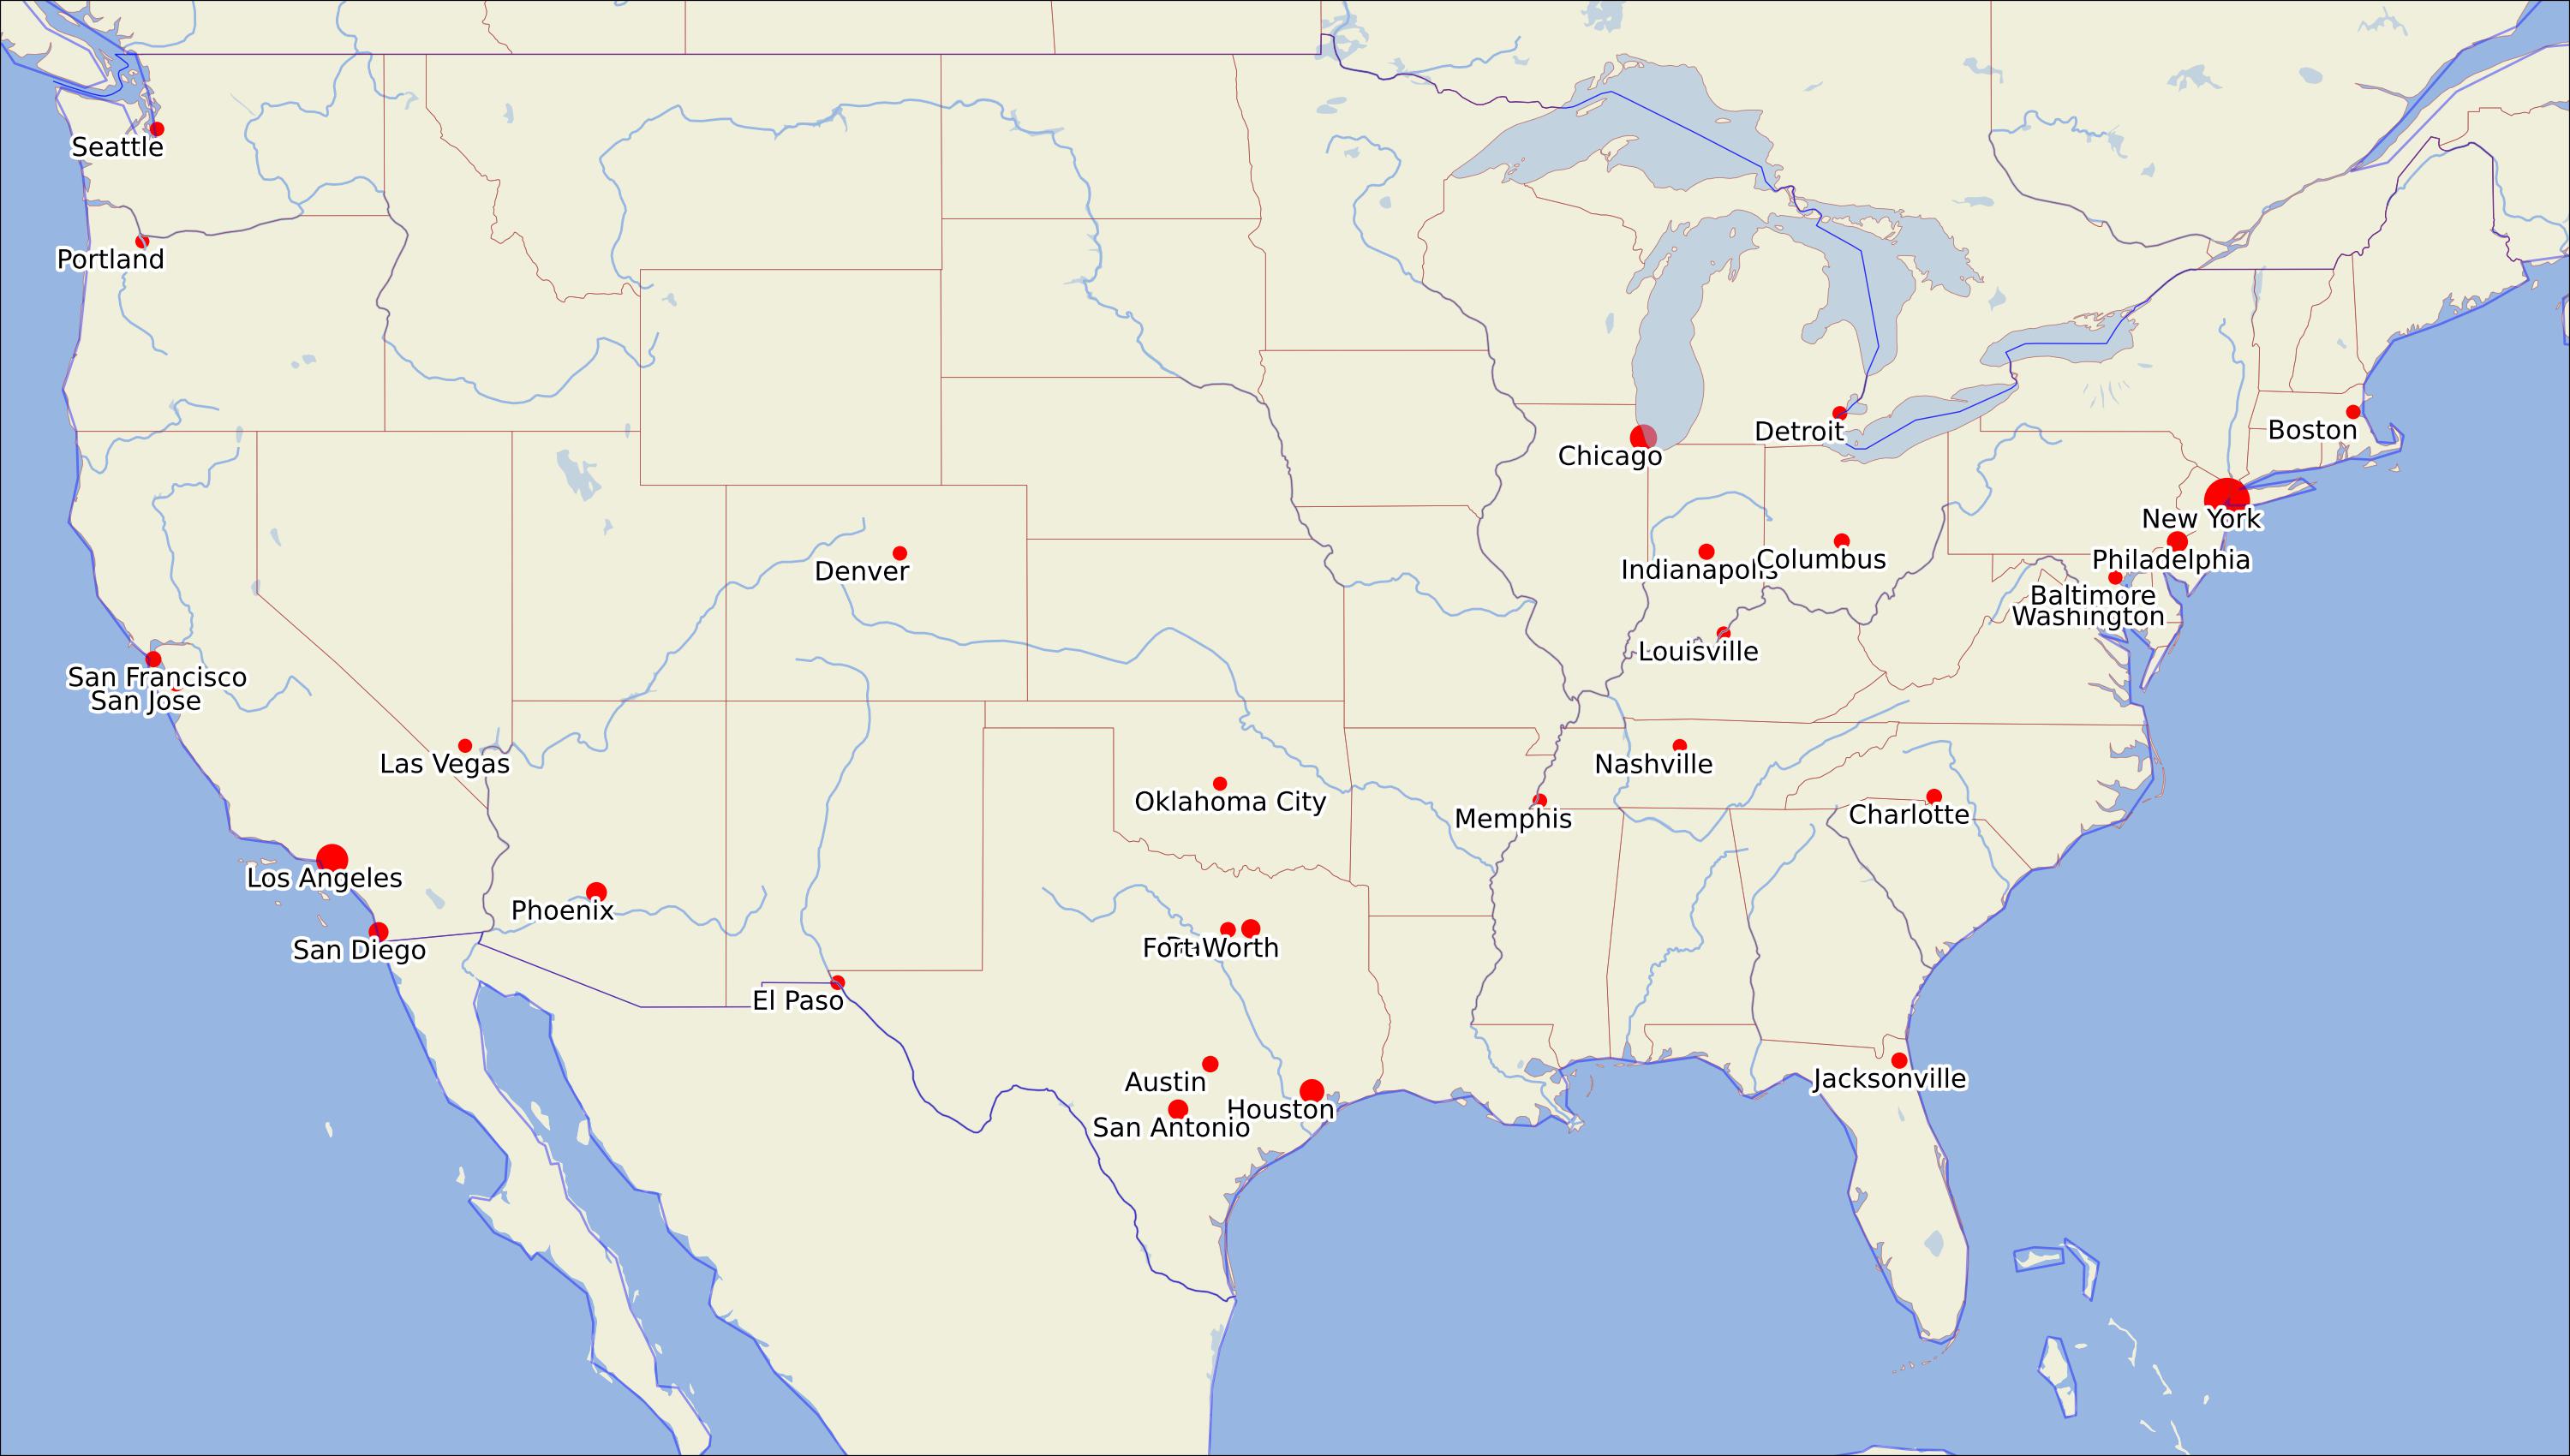 Seattle
Portland
Detroit
Boston
Chicago
New York
Columbus
Philadelphia
Indianapolis
Denver
Baltimore
Washington
Louisville
San Francisco
San Jose
Las Vegas
Nashville
Oklahoma City
Charlotte
Memphis
Los Angeles
Phoenix
Fort Worth
San Diego
El Paso
Jacksonville
Austin
Houston
San Antonio